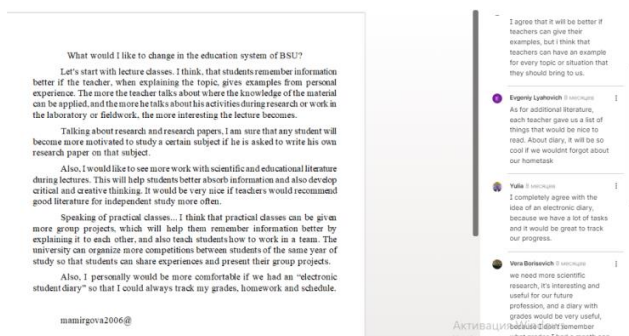 What would I like to change in the education system of BSU?
Let's start with lecture classes. I think, that students remember information
better if the teacher, when explaining the topic, gives examples from personal
experience. The more the teacher talks about where the knowledge of the material
can be applied, and the more he talks about his activities during research or work in
the laboratory or fieldwork, the more interesting the lecture becomes.
Talking about research and research papers, I am sure that any student will
become more motivated to study a certain subject if he is asked to write his own
research paper on that subject.
Also, I would like to see more work with scientific and educational literature
during lectures. This will help students better absorb information and also develop
critical and creative thinking. It would be very nice if teachers would recommend
good literature for independent study more often.
Speaking of practical classes... I think that practical classes can be given
more group projects, which will help them remember information better by
explaining it to each other, and also teach students how to work in a team. The
university can organize more competitions between students of the same year of
study so that students can share experiences and present their group projects.
Also, I personally would be more comfortable if we had an “electronic
student diary” so that I could always track my grades, homework and schedule.
mamirgova2006@
I agree that it will be better if
teachers can give their
examples, but i think that
teachers can have an example
for every topic or situation that
they should bring to us.
Evgeniy Lyahovich 9 месяцев
As for additional literature,
each teacher gave us a list of
things that would be nice to
read. About diary, it will be so
cool if we wouldnt forgot about
our hometask
Yulia 9 месяцев
I completely agree with the
idea of an electronic diary,
because we have a lot of tasks
and it would be great to track
our progress.
Vera Borisevich 9 месяцев
we need more scientific
research, it's interesting and
useful for our future
profession, and a diary with
grades would be very useful,
because I don't remember